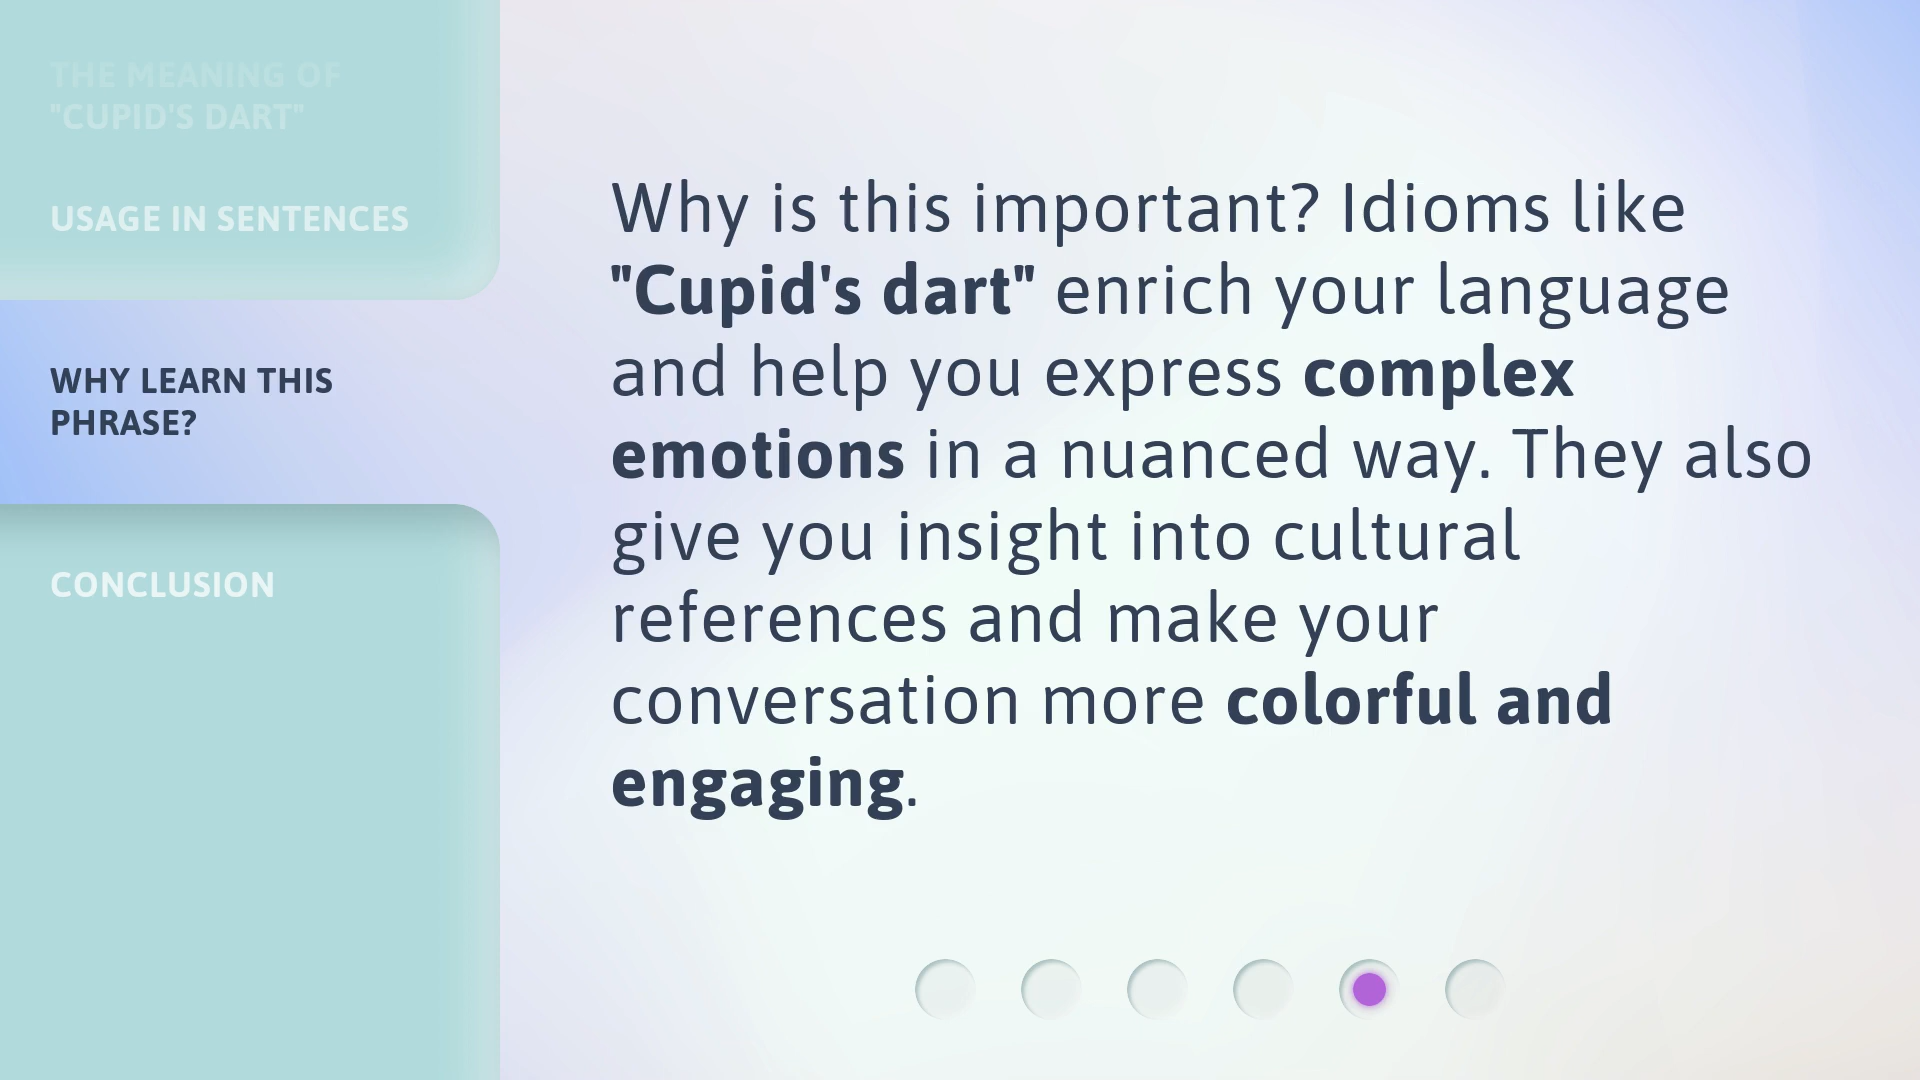 THE MEANING OF
"CUPID'S DART"
USAGE IN SENTENCES
WHY LEARN THIS
PHRASE?
CONCLUSION
Why is this important? Idioms like
"Cupid's dart" enrich your language
and help you express complex
emotions in a nuanced way. They also
give you insight into cultural
references and make your
conversation more colorful and
engaging.